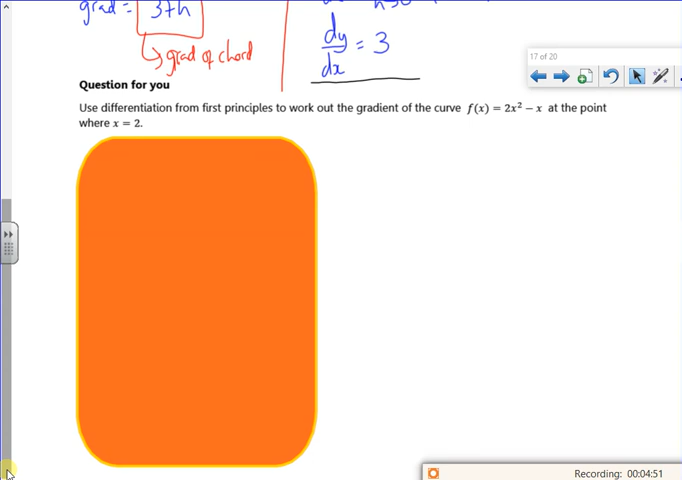 grad = 3+h
grad of chord
dy/dx = 3
Question for you
Use differentiation from first principles to work out the gradient of the curve f(x) = 2x² − x at the point
where x = 2.
17 of 20
Recording: 00:04:51